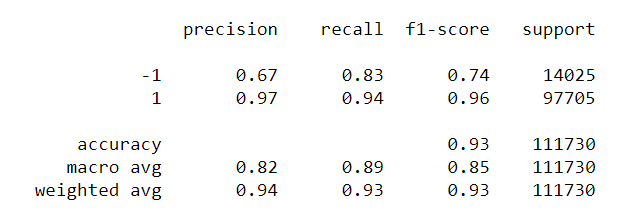 precision recall f1-score support
-1 0.67 0.83 0.74 14025
1 0.97 0.94 0.96 97705
accuracy 0.93 111730
macro avg 0.82 0.89 0.85 111730
weighted avg 0.94 0.93 0.93 111730